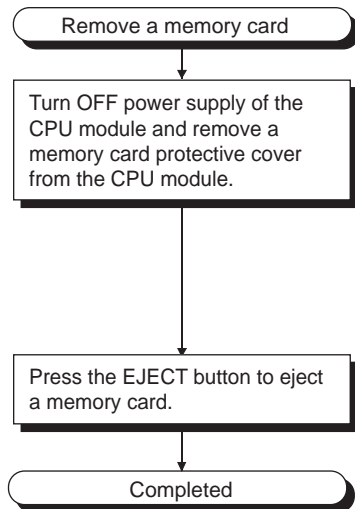 Remove a memory card
Turn OFF power supply of the
CPU module and remove a
memory card protective cover
from the CPU module.
Press the EJECT button to eject
a memory card.
Completed